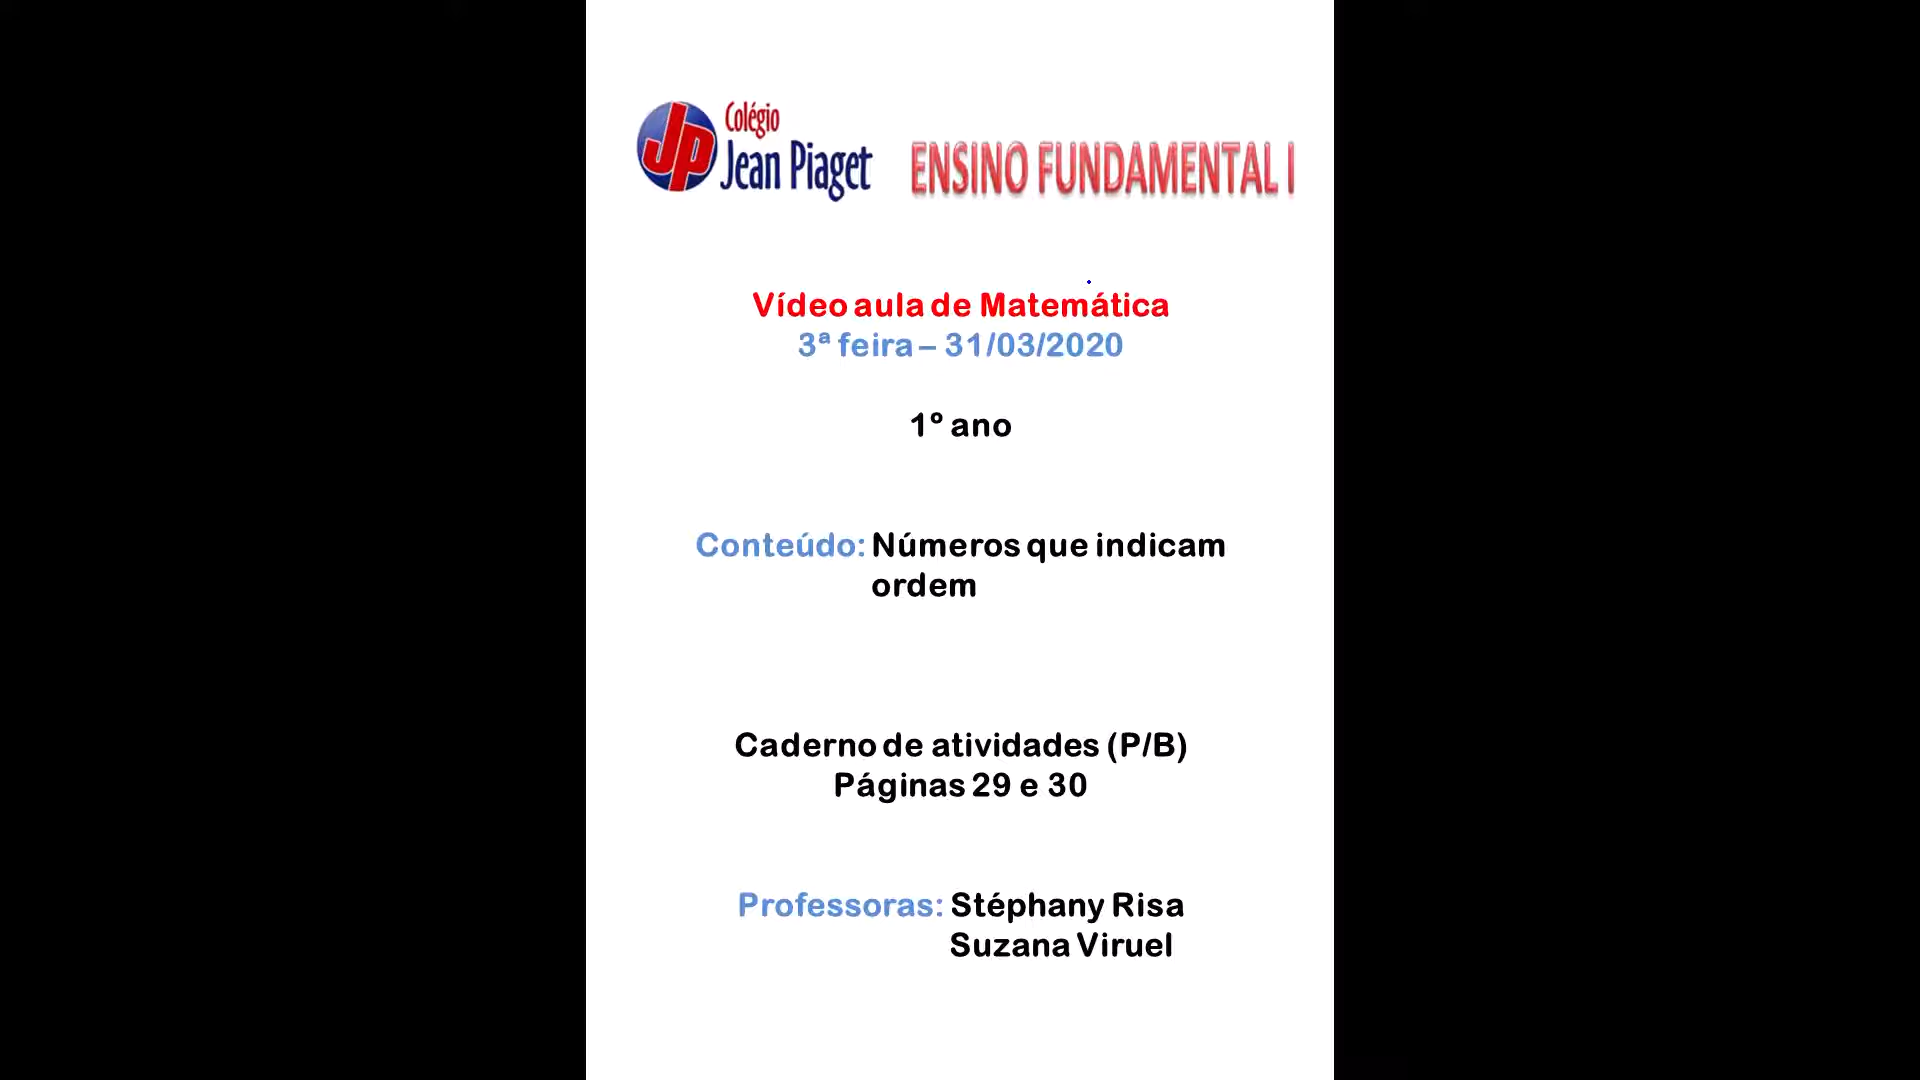 JP Colégio
Jean Piaget
ENSINO FUNDAMENTAL I
Vídeo aula de Matemática
3ª feira – 31/03/2020
1º ano
Conteúdo: Números que indicam
ordem
Caderno de atividades (P/B)
Páginas 29 e 30
Professoras: Stéphany Risa
Suzana Viruel